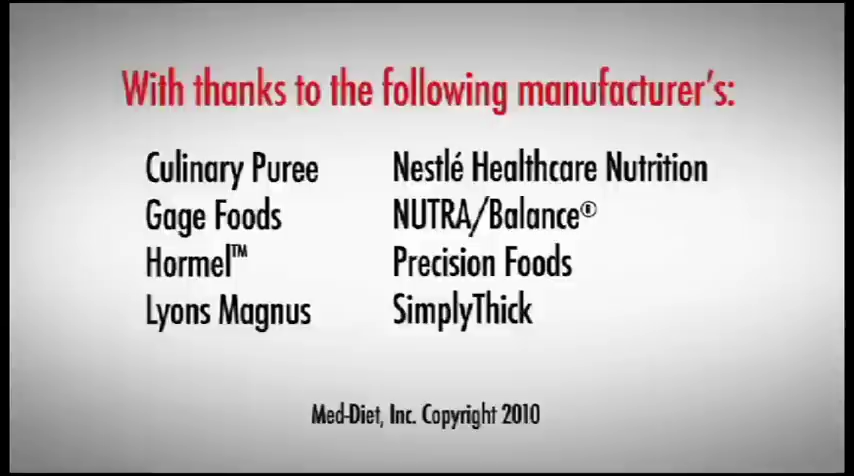 With thanks to the following manufacturer's:
Culinary Puree
Gage Foods
Hormel™
Lyons Magnus
Nestlé Healthcare Nutrition
NUTRA/Balance®
Precision Foods
SimplyThick
Med-Diet, Inc. Copyright 2010